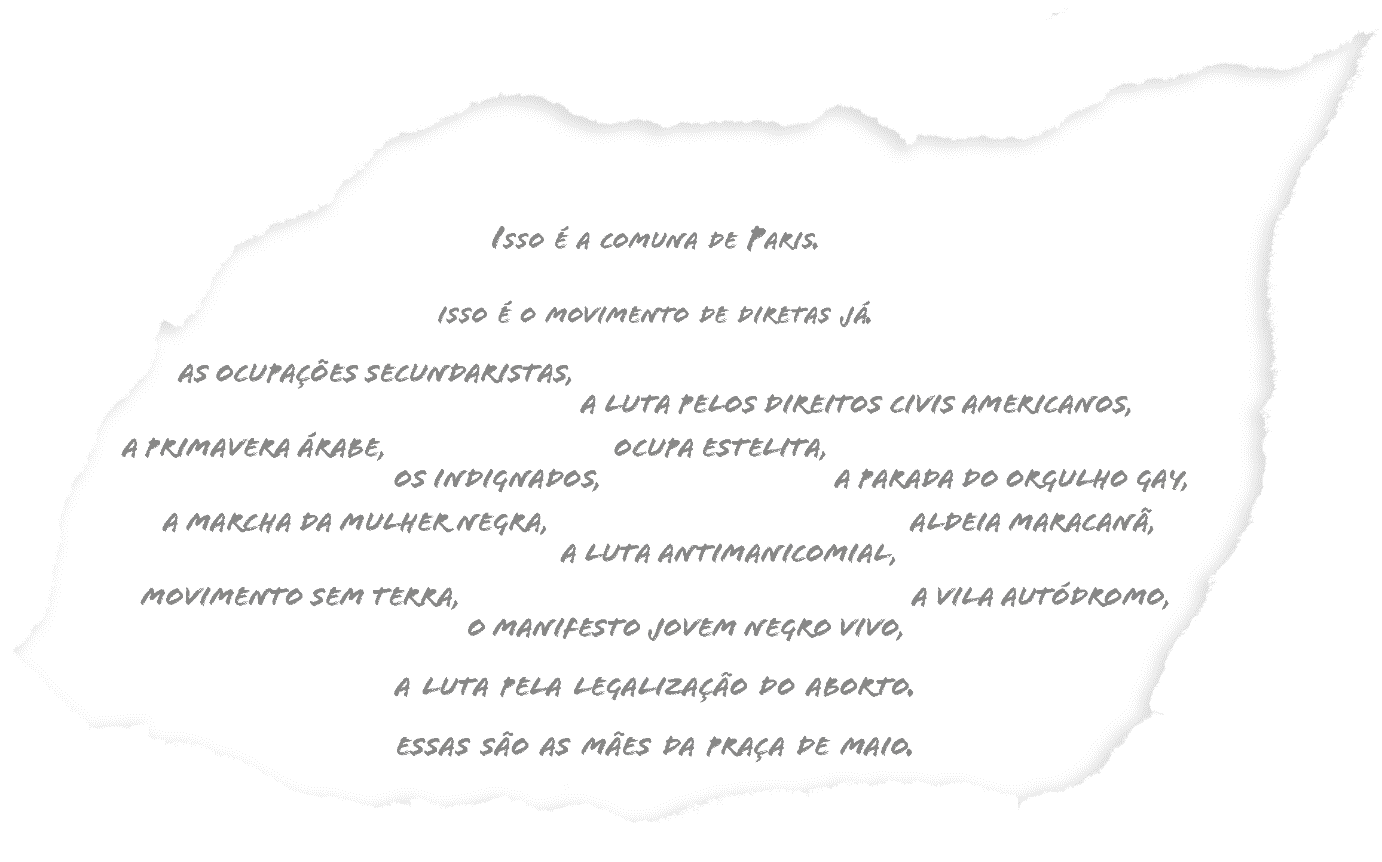 Isso é a comuna de Paris.
isso é o movimento de diretas já.
as ocupações secundaristas,
a luta pelos direitos civis americanos,
a primavera árabe,
ocupa estelita,
os indignados,
a parada do orgulho gay,
a marcha da mulher negra,
aldeia maracanã,
a luta antimanicomial,
movimento sem terra,
a vila autódromo,
o manifesto jovem negro vivo,
a luta pela legalização do aborto.
essas são as mães da praça de maio.